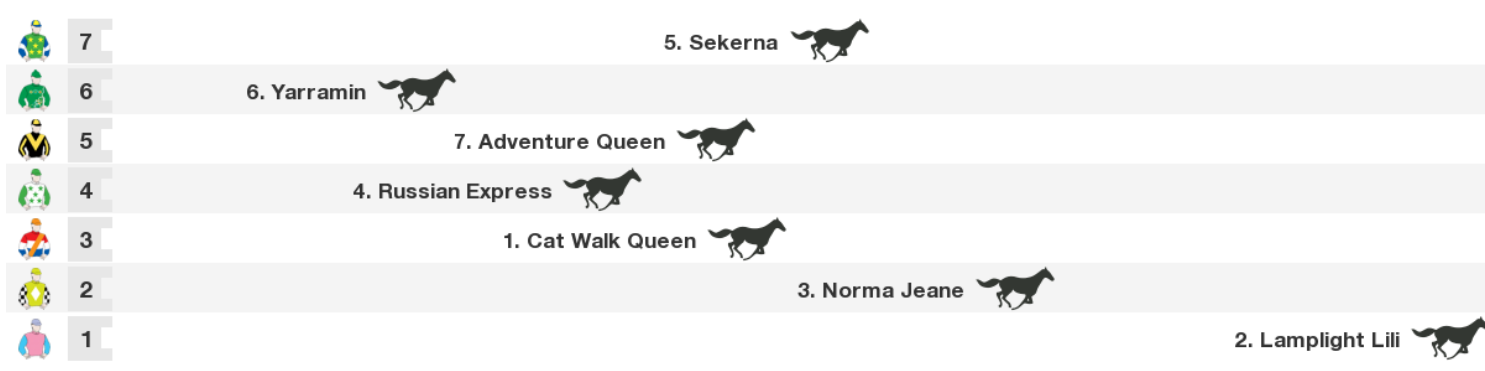 7 5. Sekerna
6 6. Yarramin
5 7. Adventure Queen
4 4. Russian Express
3 1. Cat Walk Queen
2 3. Norma Jeane
1 2. Lamplight Lili